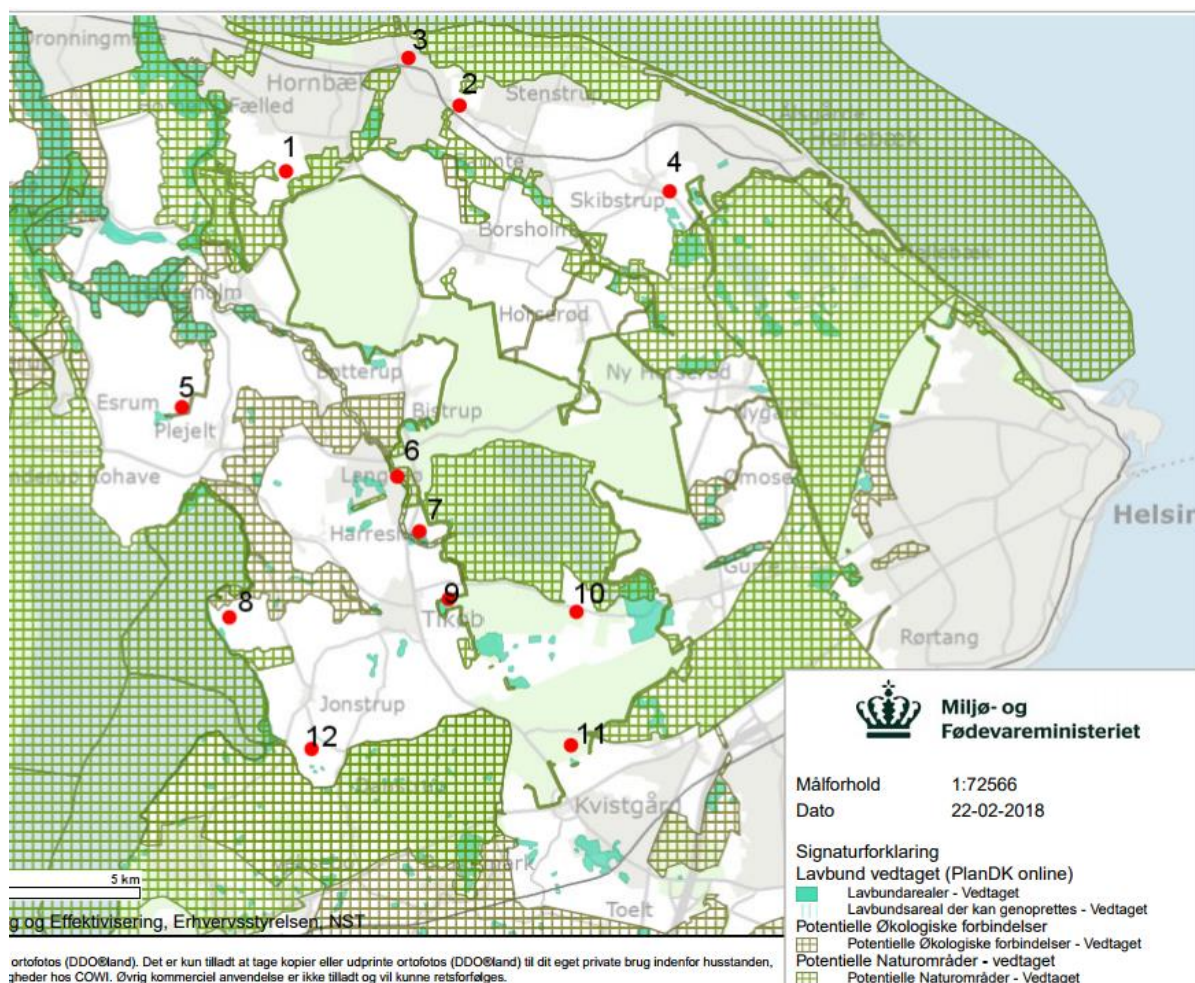 3
Hornbæk
2
Stenstrup
Fælled
1
4
Skibstrup
Borsholm
Horserød
Ny Horserød
Bistrup
5
Esrum
Plejelt
6
7
Ømose
Helsin
8
9
Tikøb
10
Gurre
Rørtang
Jonstrup
12
11
Kvistgård
Toelt
5 km
g og Effektivisering, Erhvervsstyrelsen, NST
Miljø- og
Fødevareministeriet
Målforhold 1:72566
Dato 22-02-2018
Signaturforklaring
Lavbund vedtaget (PlanDK online)
Lavbundarealer - Vedtaget
Lavbundsareal der kan genoprettes - Vedtaget
Potentielle Økologiske forbindelser
Potentielle Økologiske forbindelser - Vedtaget
Potentielle Naturområder - vedtaget
Potentielle Naturområder - Vedtaget
ortofotos (DDO®land). Det er kun tilladt at tage kopier eller udprinte ortofotos (DDO®land) til dit eget private brug indenfor husstanden,
gheder hos COWI. Øvrig kommerciel anvendelse er ikke tilladt og vil kunne retsforfølges.